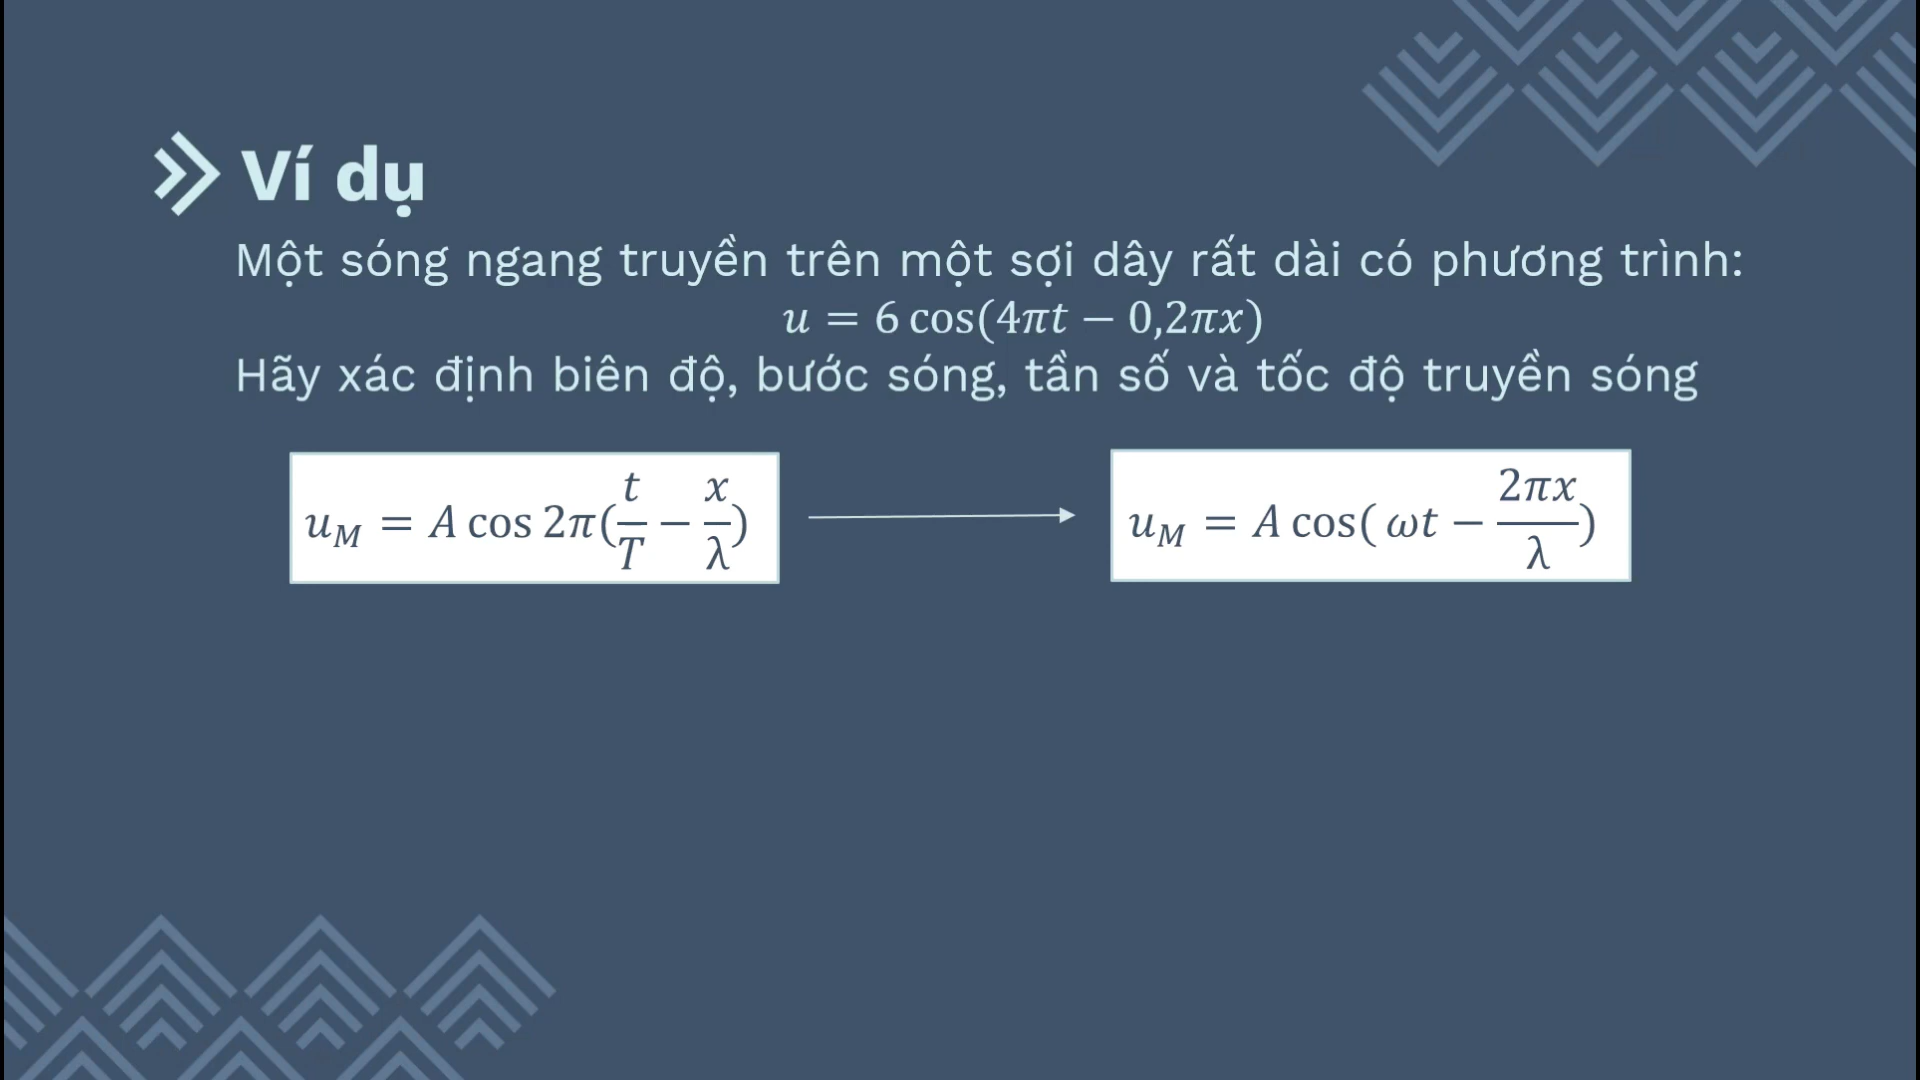 Ví dụ
Một sóng ngang truyền trên một sợi dây rất dài có phương trình:
u = 6 cos(4πt − 0,2πx)
Hãy xác định biên độ, bước sóng, tần số và tốc độ truyền sóng
u_M = A cos 2π(t/T − x/λ)
u_M = A cos( ωt − 2πx/λ)